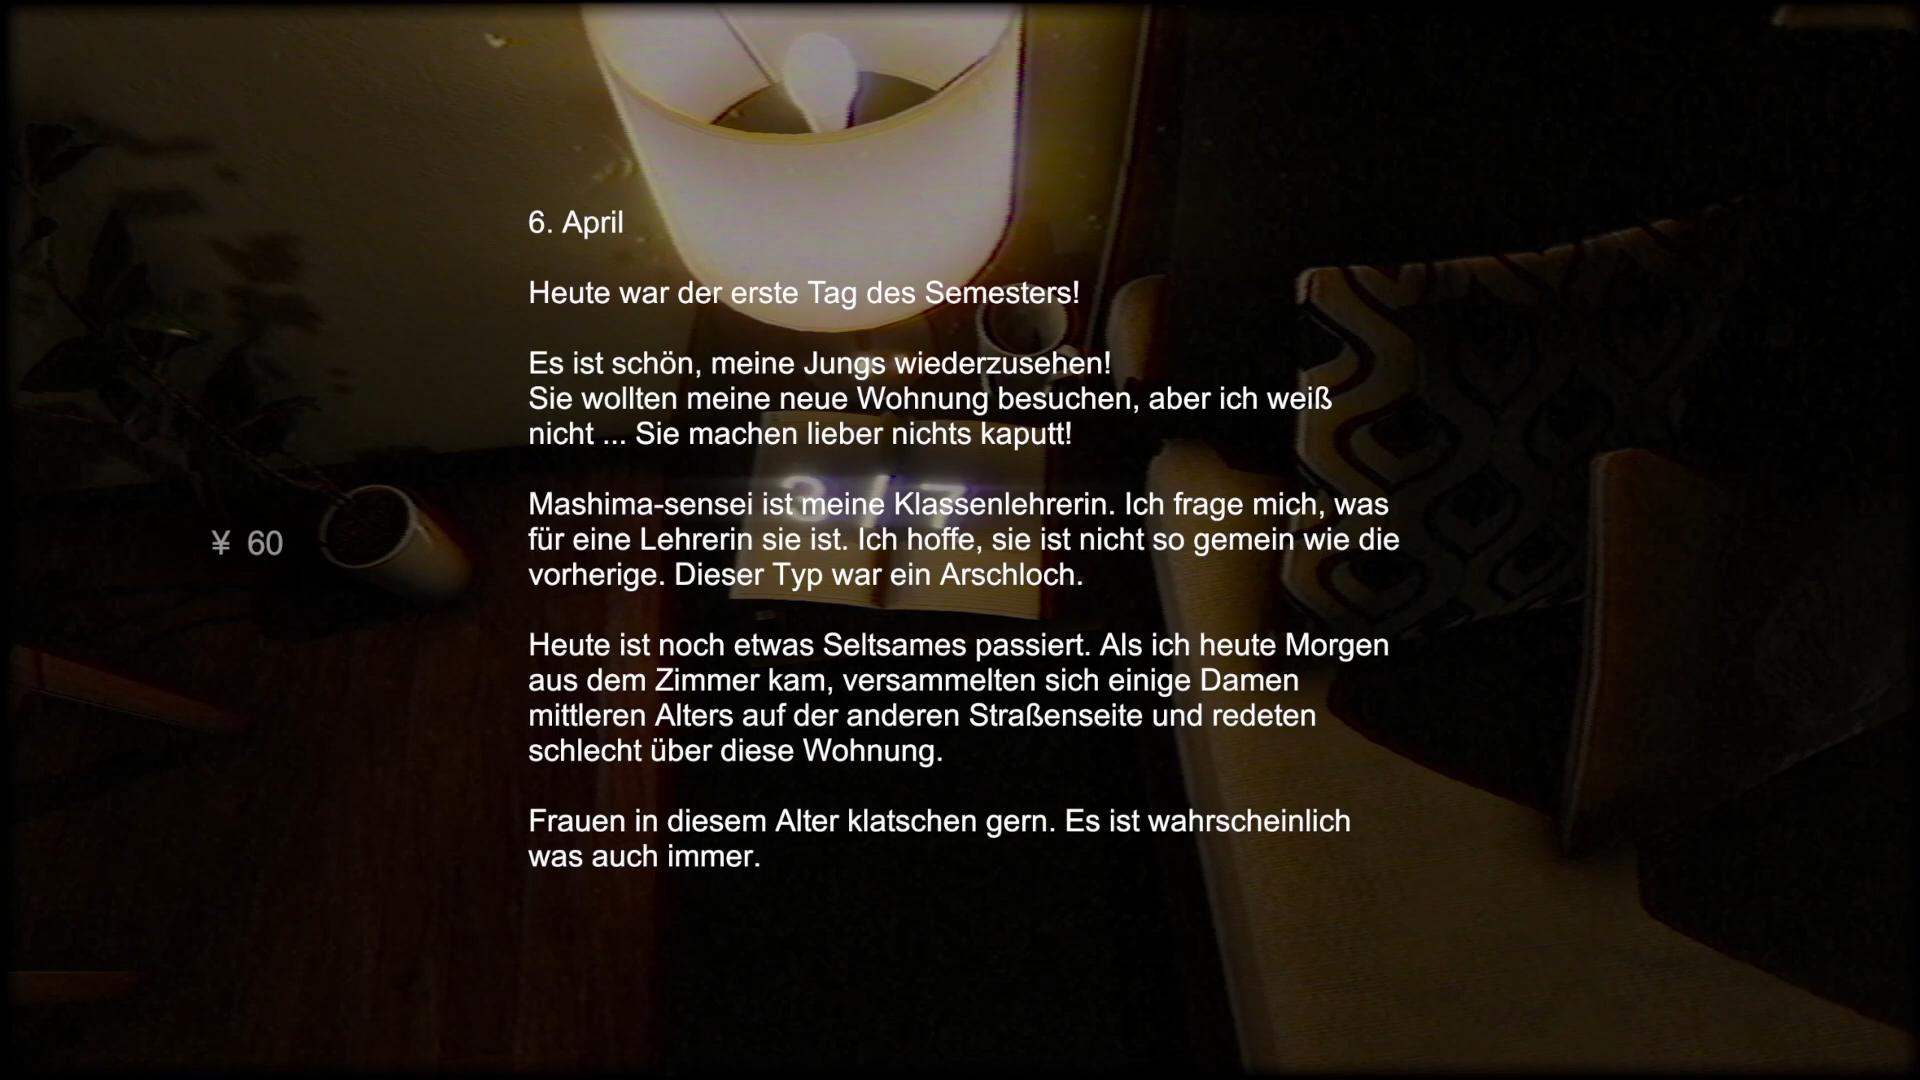 6. April
Heute war der erste Tag des Semesters!
Es ist schön, meine Jungs wiederzusehen!
Sie wollten meine neue Wohnung besuchen, aber ich weiß
nicht ... Sie machen lieber nichts kaputt!
3/7
Mashima-sensei ist meine Klassenlehrerin. Ich frage mich, was
für eine Lehrerin sie ist. Ich hoffe, sie ist nicht so gemein wie die
vorherige. Dieser Typ war ein Arschloch.
¥ 60
Heute ist noch etwas Seltsames passiert. Als ich heute Morgen
aus dem Zimmer kam, versammelten sich einige Damen
mittleren Alters auf der anderen Straßenseite und redeten
schlecht über diese Wohnung.
Frauen in diesem Alter klatschen gern. Es ist wahrscheinlich
was auch immer.